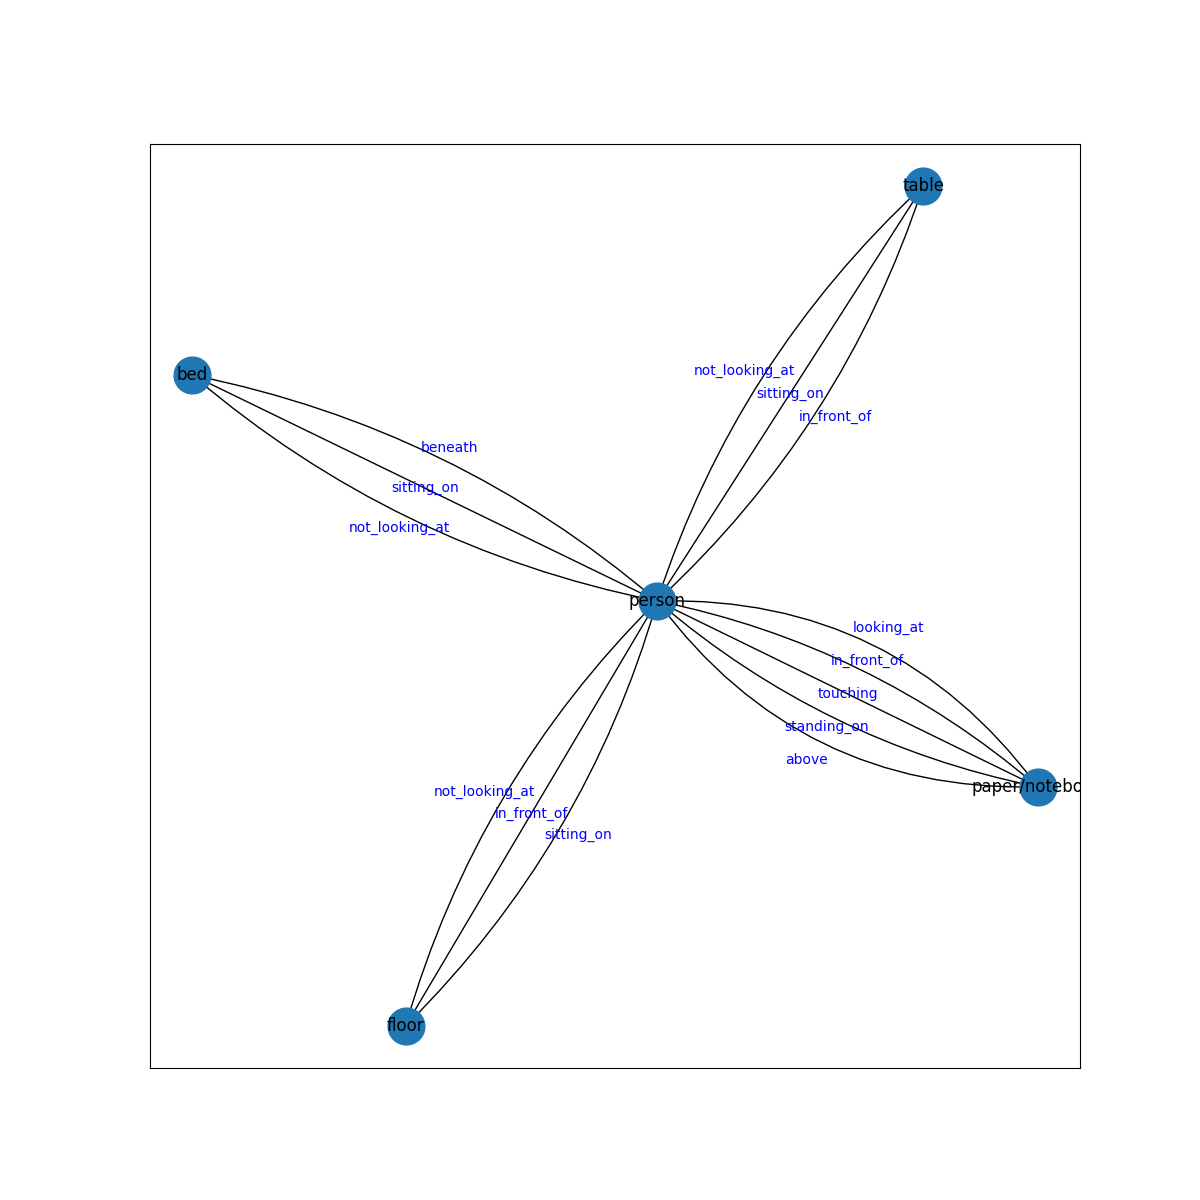 table
not_looking_at
bed
sitting_on
in_front_of
beneath
sitting_on
not_looking_at
person
looking_at
in_front_of
touching
standing_on
above
paper/notebo
not_looking_at
in_front_of
sitting_on
floor